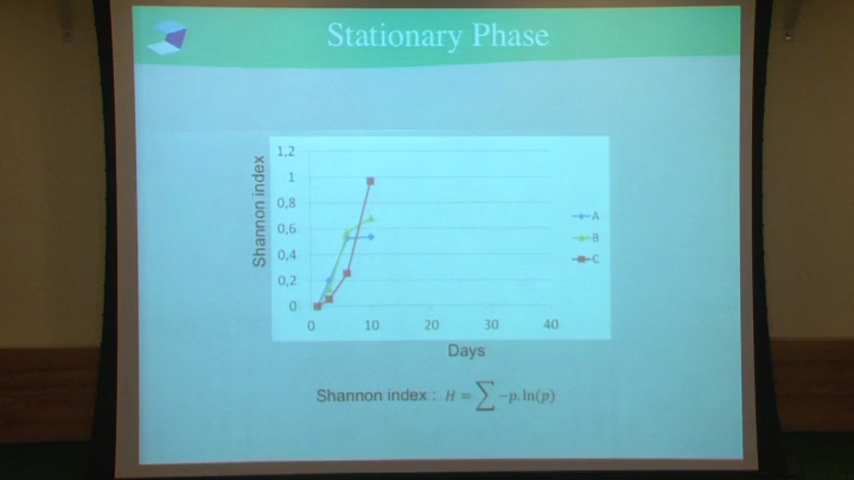 Stationary Phase
Shannon index
1,2
1
0,8
0,6
0,4
0,2
0
0 10 20 30 40
Days
A
B
C
Shannon index : H = ∑ −p.ln(p)